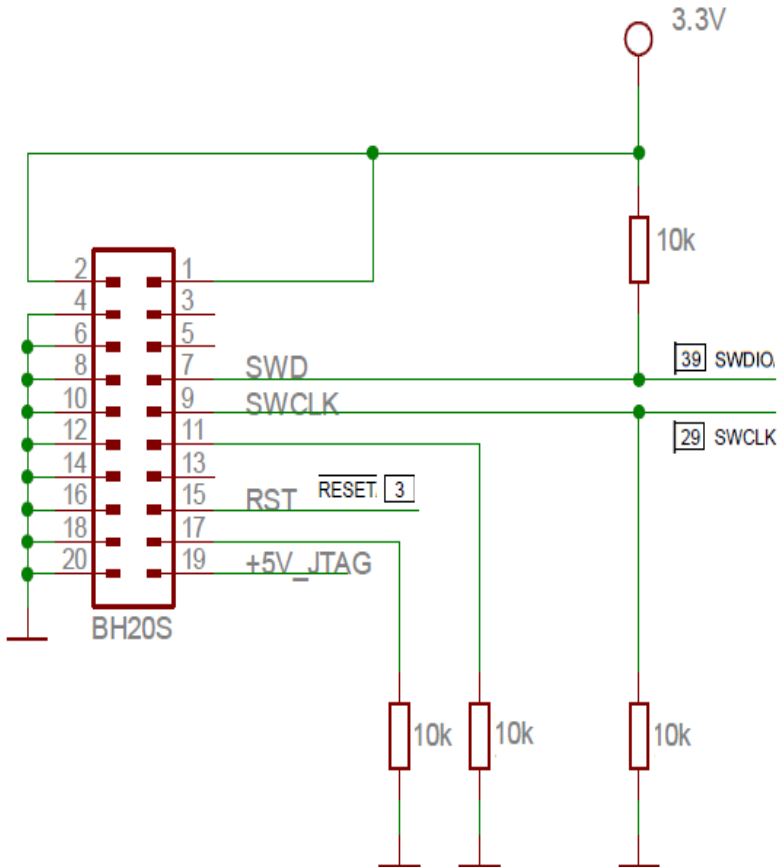 3.3V
10k
2 1
4 3
6 5
8 7 SWD
39 SWDIO.
10 9 SWCLK
29 SWCLK
12 11
14 13
16 15 RST RESET. 3
18 17
20 19 +5V_JTAG
BH20S
10k 10k 10k